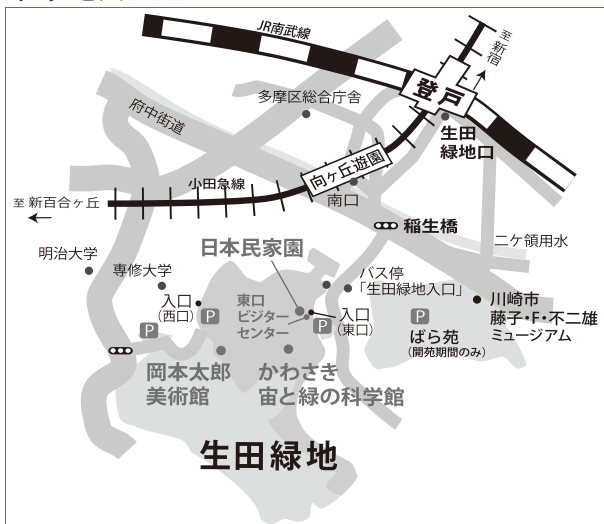 JR南武線
至 新宿
登戸
多摩区総合庁舎
府中街道
生田
緑地口
向ヶ丘遊園
小田急線
至 新百合ヶ丘
南口
稲生橋
二ケ領用水
日本民家園
明治大学
専修大学
バス停
「生田緑地入口」
入口
(西口)
P
東口
ビジター
センター
P
入口
(東口)
P
川崎市
藤子・F・不二雄
ミュージアム
P
ばら苑
(開苑期間のみ)
岡本太郎
美術館
かわさき
宙と緑の科学館
生田緑地